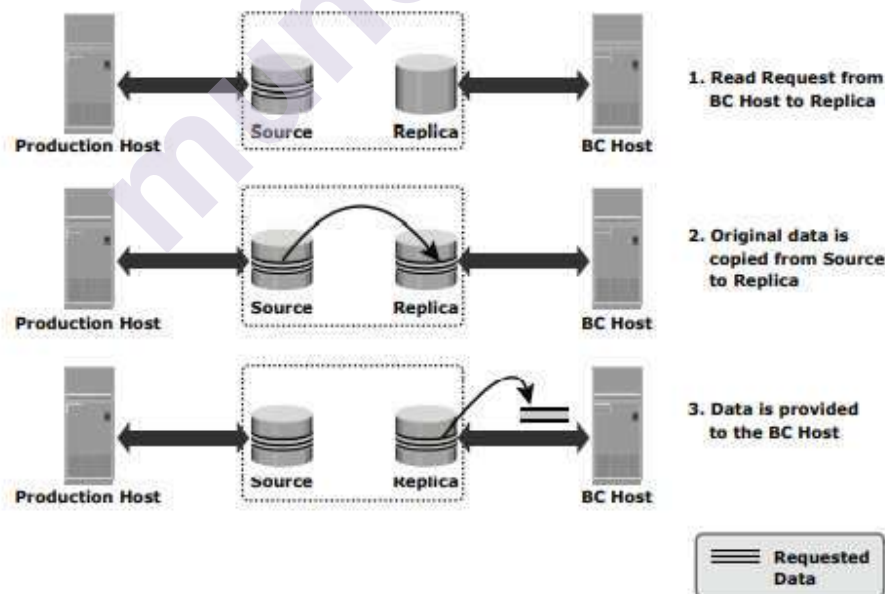 Production Host
Source
Replica
BC Host
1. Read Request from
BC Host to Replica
Production Host
Source
Replica
BC Host
2. Original data is
copied from Source
to Replica
Production Host
Source
Replica
BC Host
3. Data is provided
to the BC Host
Requested
Data